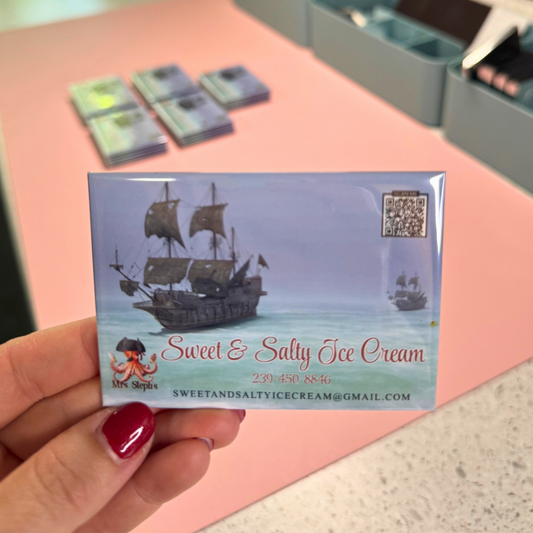 Sweet & Salty Ice Cream
239-450-8846
Mrs. Steph's
SWEETANDSALTYICECREAM@GMAIL.COM